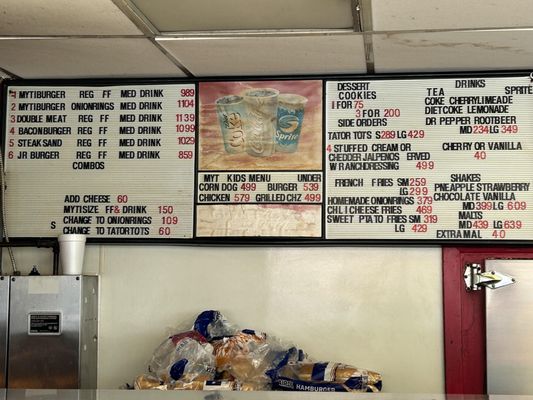 1 MYTIBURGER REG FF MED DRINK 989
2 MYTIBURGER ONIONRINGS MED DRINK 1104
3 DOUBLE MEAT REG FF MED DRINK 1139
4 BACONBURGER REG FF MED DRINK 1099
5 STEAKSAND REG FF MED DRINK 1029
6 JR BURGER REG FF MED DRINK 859
COMBOS
ADD CHEESE 60
MYTISIZE FF& DRINK 150
CHANGE TO ONIONRINGS 109
S CHANGE TO TATORTOTS 60
Coke
Sprite
MYT KIDS MENU UNDER
CORN DOG 499 BURGER 539
CHICKEN 579 GRILLED CHZ 499
DESSERT
COOKIES
1 FOR 75
3 FOR 200
SIDE ORDERS
TATOR TOTS S289 LG 429
4 STUFFED CREAM OR
CHEDDER JALAPENOS ERVED
W RANCHDRESSING 499
FRENCH FRIES SM 259
LG 299
HOMEMADE ONIONRINGS 379
CHILI CHEESE FRIES 469
SWEET PTATO FRIES SM 319
LG 429
DRINKS
TEA SPRITE
COKE CHERRYLIMEADE
DIETCOKE LEMONADE
DR PEPPER ROOTBEER
MD 234 LG 349
CHERRY OR VANILLA
40
SHAKES
PNEAPPLE STRAWBERRY
CHOCOLATE VANILLA
MD 399 LG 609
MALTS
MD 439 LG 639
EXTRA MAL 40
HAMBURGER